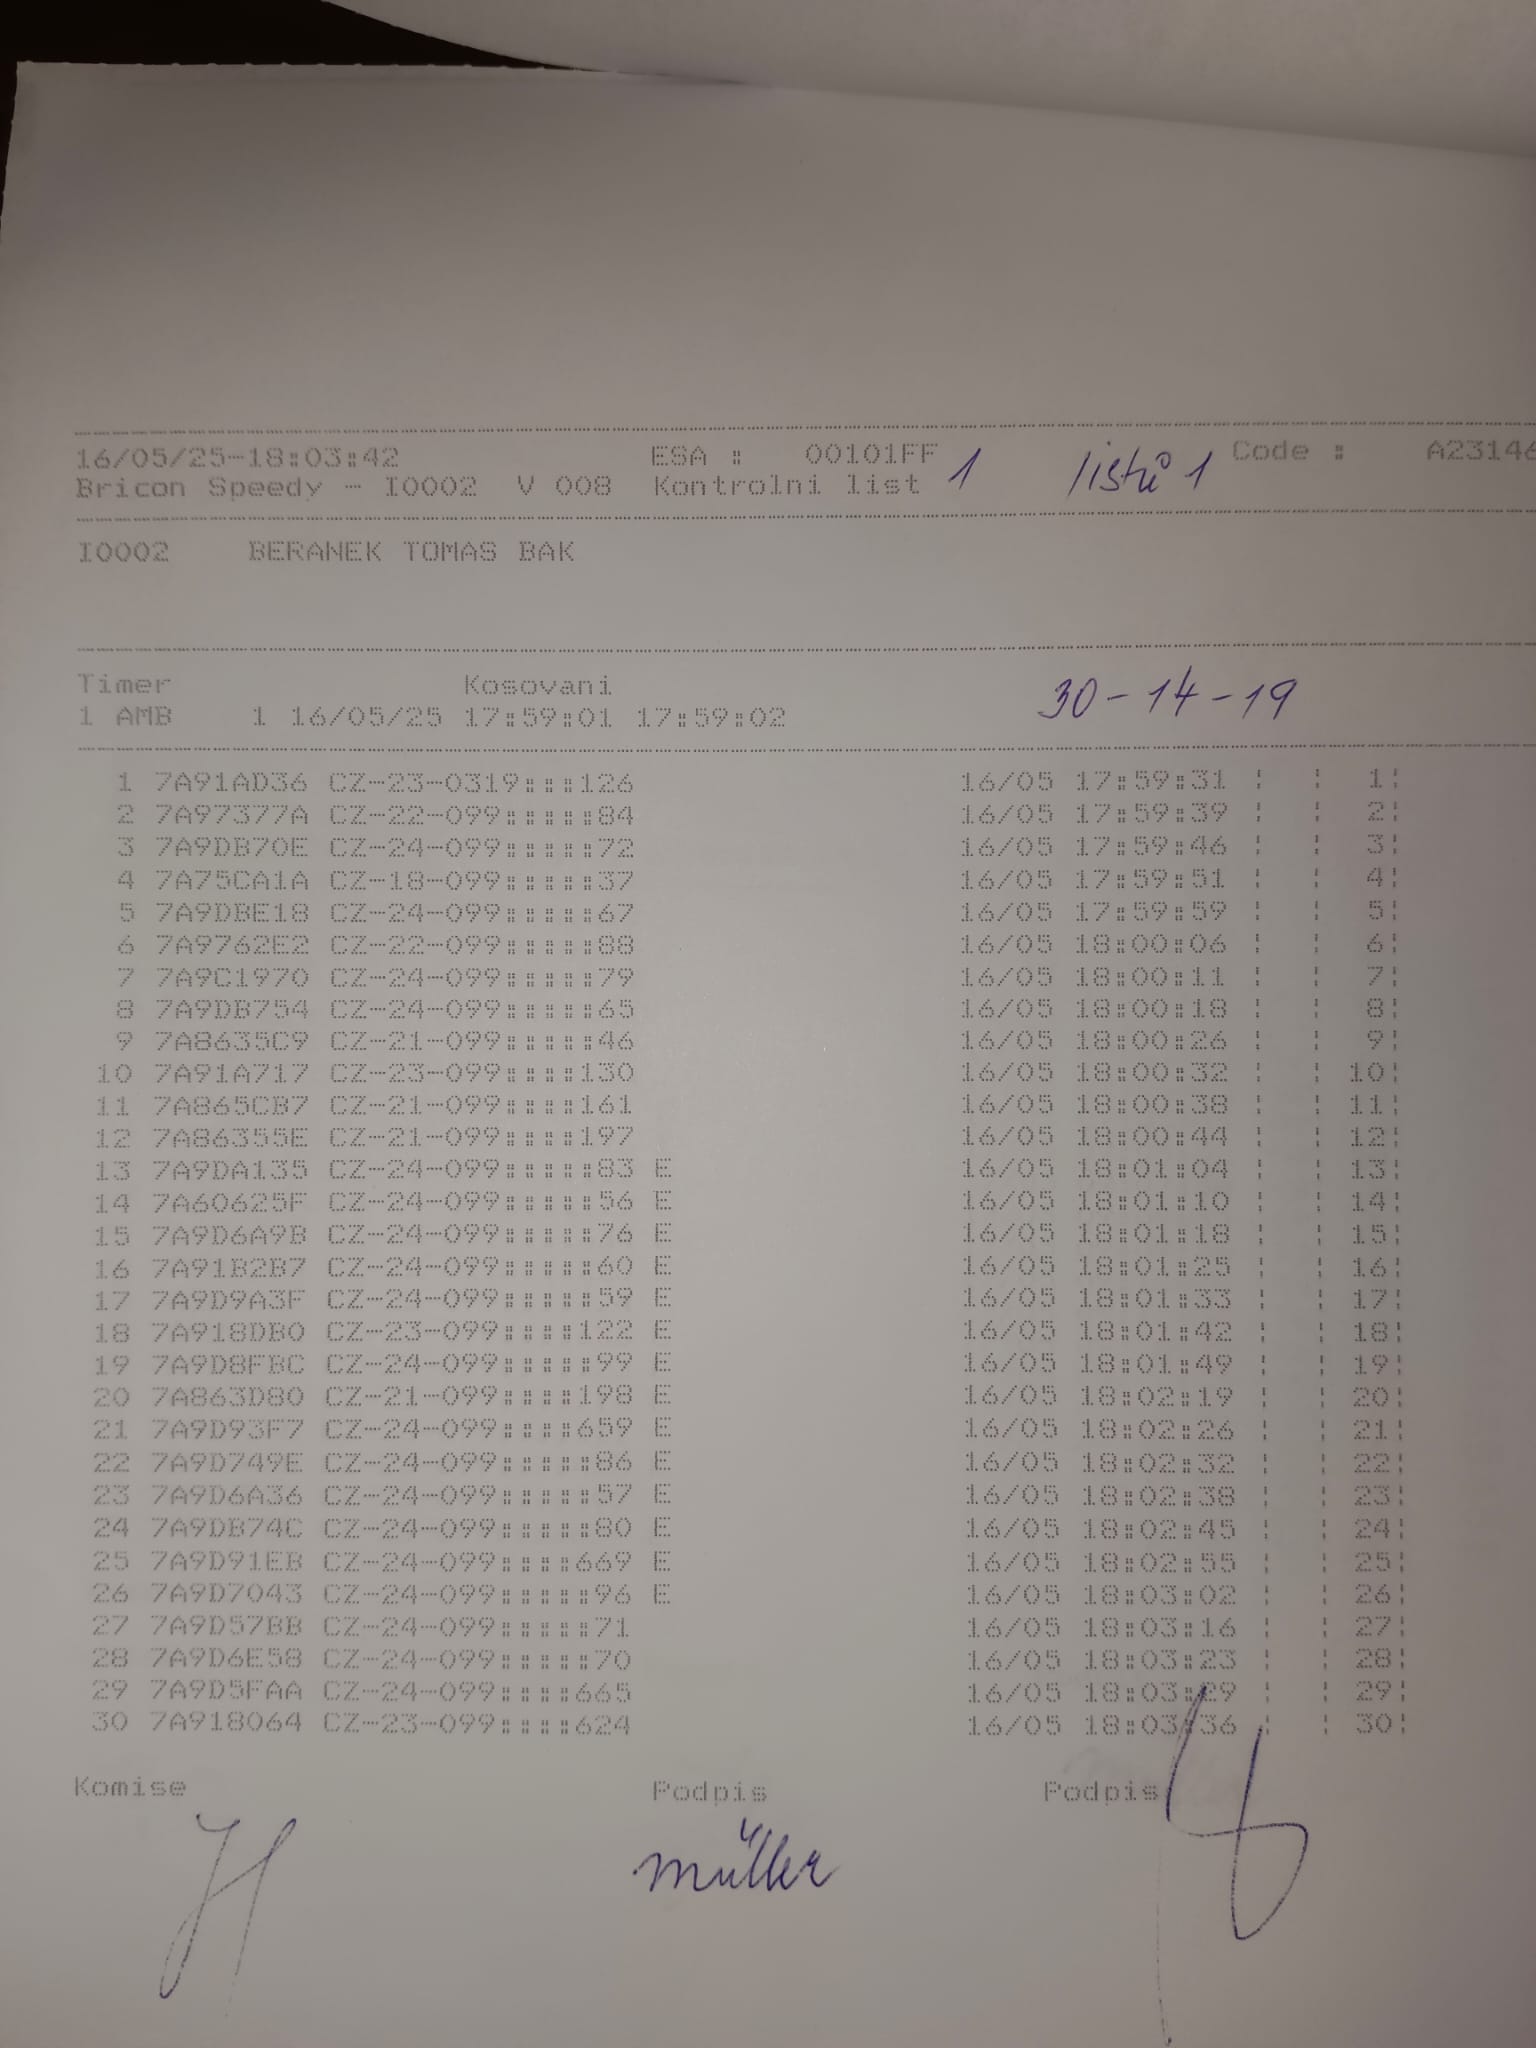 16/05/25-18:03:42 ESA : 00101FF Code : A23146
Bricon Speedy - I0002 V 008 Kontrolni list 1 listů 1
I0002 BERANEK TOMAS BAK
Timer Kosovani
30-14-19
1 AMB 1 16/05/25 17:59:01 17:59:02
1 7A91AD36 CZ-23-0319:::126 16/05 17:59:31 ¦ ¦ 1¦
2 7A97377A CZ-22-099:::::84 16/05 17:59:39 ¦ ¦ 2¦
3 7A9DB70E CZ-24-099:::::72 16/05 17:59:46 ¦ ¦ 3¦
4 7A75CA1A CZ-18-099:::::37 16/05 17:59:51 ¦ ¦ 4¦
5 7A9DBE18 CZ-24-099:::::67 16/05 17:59:59 ¦ ¦ 5¦
6 7A9762E2 CZ-22-099:::::88 16/05 18:00:06 ¦ ¦ 6¦
7 7A9C1970 CZ-24-099:::::79 16/05 18:00:11 ¦ ¦ 7¦
8 7A9DB754 CZ-24-099:::::65 16/05 18:00:18 ¦ ¦ 8¦
9 7A8635C9 CZ-21-099:::::46 16/05 18:00:26 ¦ ¦ 9¦
10 7A91A717 CZ-23-099::::130 16/05 18:00:32 ¦ ¦ 10¦
11 7A865CB7 CZ-21-099::::161 16/05 18:00:38 ¦ ¦ 11¦
12 7A86355E CZ-21-099::::197 16/05 18:00:44 ¦ ¦ 12¦
13 7A9DA135 CZ-24-099:::::83 E 16/05 18:01:04 ¦ ¦ 13¦
14 7A60625F CZ-24-099:::::56 E 16/05 18:01:10 ¦ ¦ 14¦
15 7A9D6A9B CZ-24-099:::::76 E 16/05 18:01:18 ¦ ¦ 15¦
16 7A91B2B7 CZ-24-099:::::60 E 16/05 18:01:25 ¦ ¦ 16¦
17 7A9D9A3F CZ-24-099:::::59 E 16/05 18:01:33 ¦ ¦ 17¦
18 7A918DB0 CZ-23-099::::122 E 16/05 18:01:42 ¦ ¦ 18¦
19 7A9D8FBC CZ-24-099:::::99 E 16/05 18:01:49 ¦ ¦ 19¦
20 7A863D80 CZ-21-099::::198 E 16/05 18:02:19 ¦ ¦ 20¦
21 7A9D93F7 CZ-24-099::::659 E 16/05 18:02:26 ¦ ¦ 21¦
22 7A9D749E CZ-24-099:::::86 E 16/05 18:02:32 ¦ ¦ 22¦
23 7A9D6A36 CZ-24-099:::::57 E 16/05 18:02:38 ¦ ¦ 23¦
24 7A9DB74C CZ-24-099:::::80 E 16/05 18:02:45 ¦ ¦ 24¦
25 7A9D91EB CZ-24-099::::669 E 16/05 18:02:55 ¦ ¦ 25¦
26 7A9D7043 CZ-24-099:::::96 E 16/05 18:03:02 ¦ ¦ 26¦
27 7A9D57BB CZ-24-099:::::71 16/05 18:03:16 ¦ ¦ 27¦
28 7A9D6E58 CZ-24-099:::::70 16/05 18:03:23 ¦ ¦ 28¦
29 7A9D5FAA CZ-24-099::::665 16/05 18:03:29 ¦ ¦ 29¦
30 7A918064 CZ-23-099::::624 16/05 18:03:36 ¦ ¦ 30¦
Komise Podpis Podpis
Müller